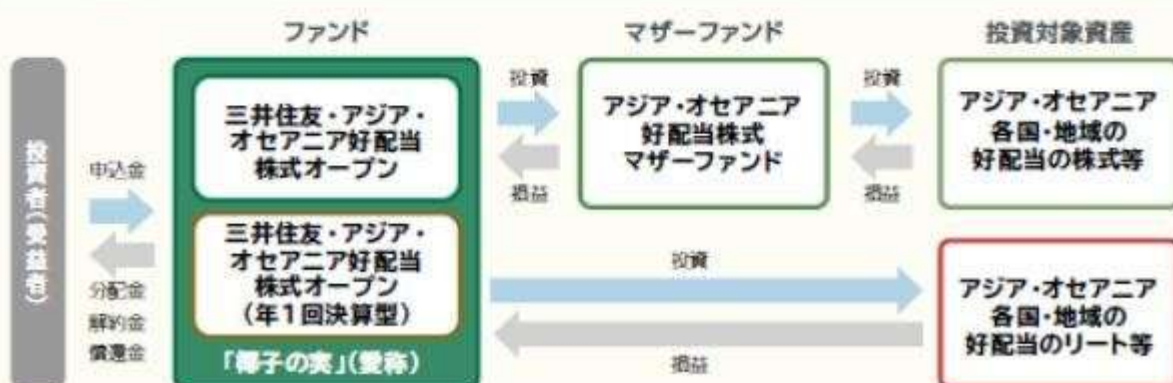 ファンド
マザーファンド
投資対象資産
投資者(受益者)
申込金
分配金
解約金
償還金
三井住友・アジア・
オセアニア好配当
株式オープン
三井住友・アジア・
オセアニア好配当
株式オープン
(年1回決算型)
「椰子の実」(愛称)
投資
損益
アジア・オセアニア
好配当株式
マザーファンド
投資
損益
アジア・オセアニア
各国・地域の
好配当の株式等
投資
損益
アジア・オセアニア
各国・地域の
好配当のリート等